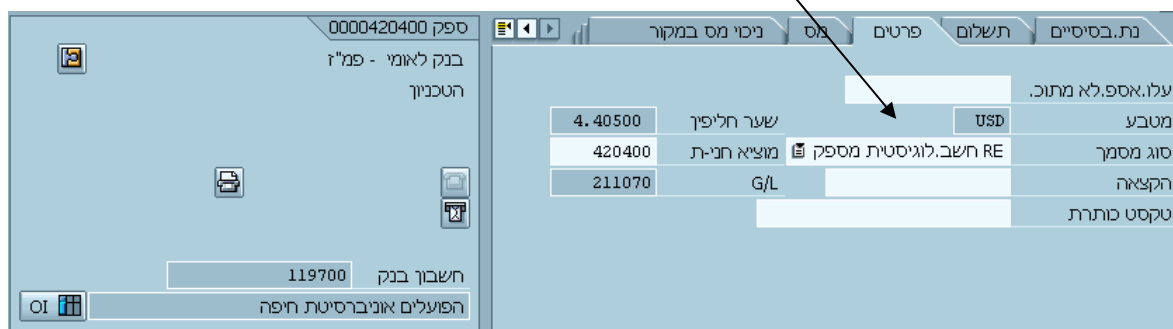 נת.בסיסיים תשלום פרטים מס ניכוי מס במקור
עלו.אספ.לא מתוכ.
מטבע USD שער חליפין 4.40500
סוג מסמך RE חשב.לוגיסטית מספק מוציא חני-ת 420400
הקצאה G/L 211070
טקסט כותרת
ספק 0000420400
בנק לאומי - פמ"ז
הטכניון
חשבון בנק 119700
הפועלים אוניברסיטת חיפה OI